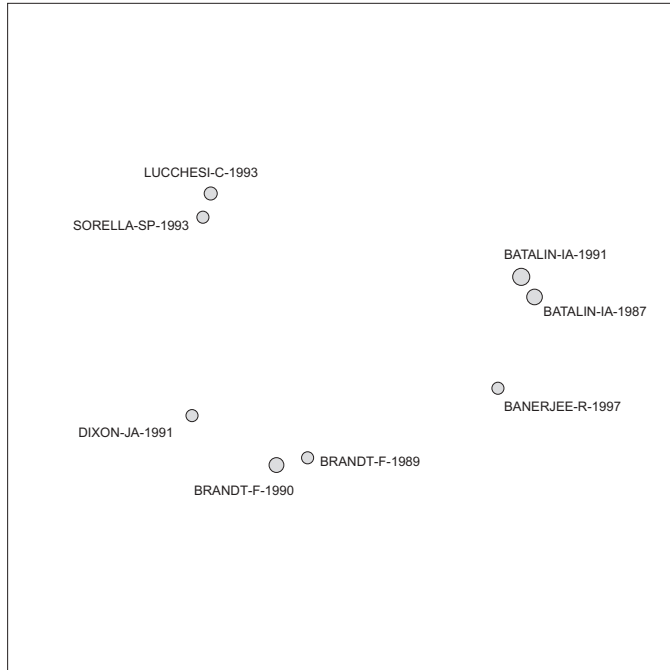 LUCCHESI-C-1993
SORELLA-SP-1993
BATALIN-IA-1991
BATALIN-IA-1987
BANERJEE-R-1997
DIXON-JA-1991
BRANDT-F-1989
BRANDT-F-1990